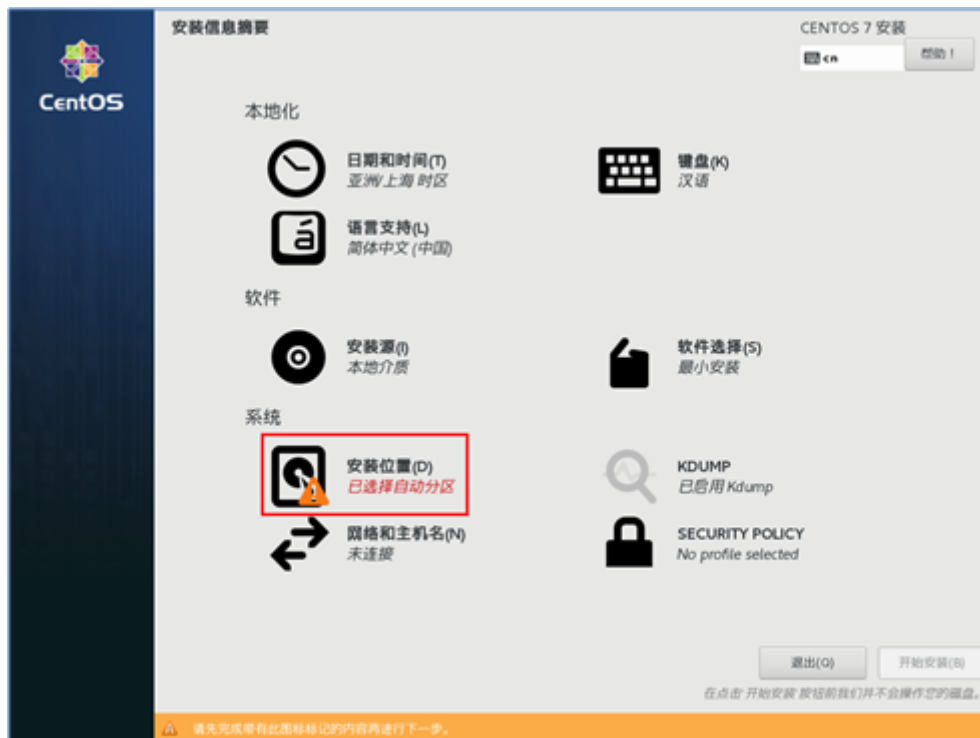 安装信息摘要
CENTOS 7 安装
cn
帮助！
CentOS
本地化
日期和时间(T)
亚洲/上海 时区
键盘(K)
汉语
á
语言支持(L)
简体中文 (中国)
软件
安装源(I)
本地介质
软件选择(S)
最小安装
系统
安装位置(D)
已选择自动分区
KDUMP
已启用 Kdump
网络和主机名(N)
未连接
SECURITY POLICY
No profile selected
退出(Q)
开始安装(B)
在点击'开始安装'按钮前我们并不会操作您的磁盘。
请先完成带有此图标标记的内容再进行下一步。